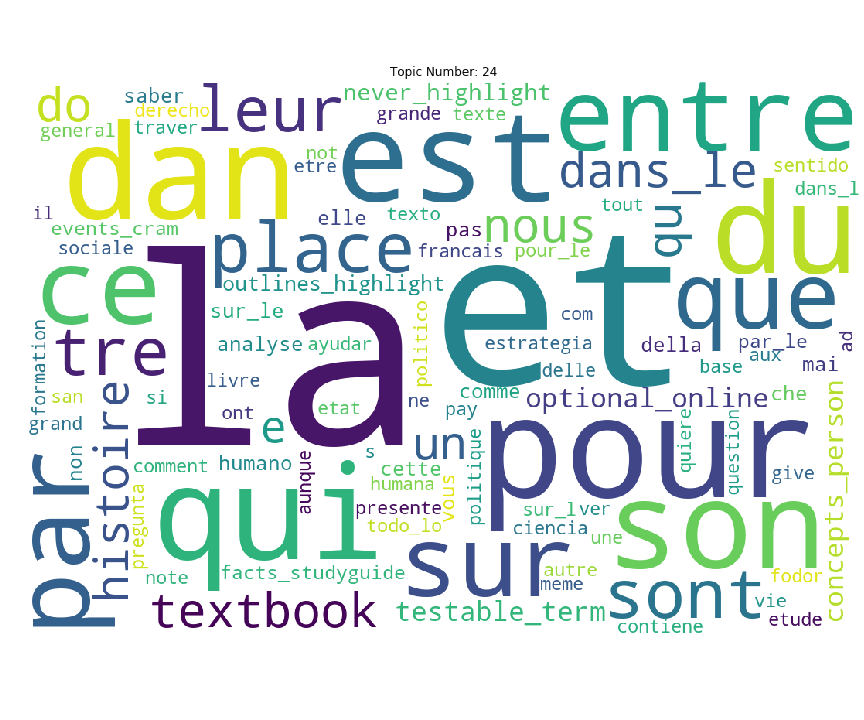 Topic Number: 24
do
saber
derecho
leur
never_highlight
entre
general
traver
grande
texte
dan
not
etre
est
dans_le
sentido
dans_l
il
events_cram
elle
texto
tout
du
sociale
place
pas
nous
qu
francais
pour_le
ce
outlines_highlight
que
la
et
sur_le
com
tre
analyse
ayudar
politico
estrategia
della
par_le
ad
formation
base
aux
livre
delle
mai
san
si
ont
etat
ne
comme
optional_online
che
grand
histoire
e
pay
un
pour
s
non
comment
humano
cette
quiere
question
give
par
qui
aunque
humana
vous
politique
concepts_person
pregunta
presente
todo_lo
sur_l
ver
son
ciencia
une
note
facts_studyguide
sur
autre
meme
fodor
textbook
testable_term
sont
vie
etude
contiene